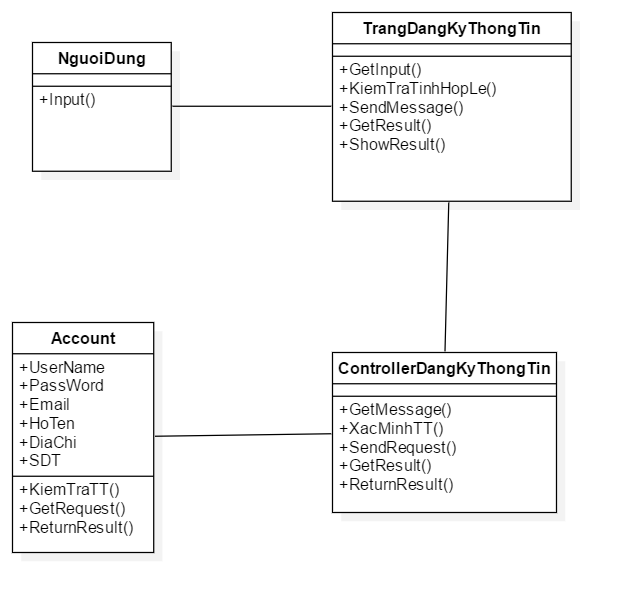 NguoiDung
+Input()
TrangDangKyThongTin
+GetInput()
+KiemTraTinhHopLe()
+SendMessage()
+GetResult()
+ShowResult()
Account
+UserName
+PassWord
+Email
+HoTen
+DiaChi
+SDT
+KiemTraTT()
+GetRequest()
+ReturnResult()
ControllerDangKyThongTin
+GetMessage()
+XacMinhTT()
+SendRequest()
+GetResult()
+ReturnResult()